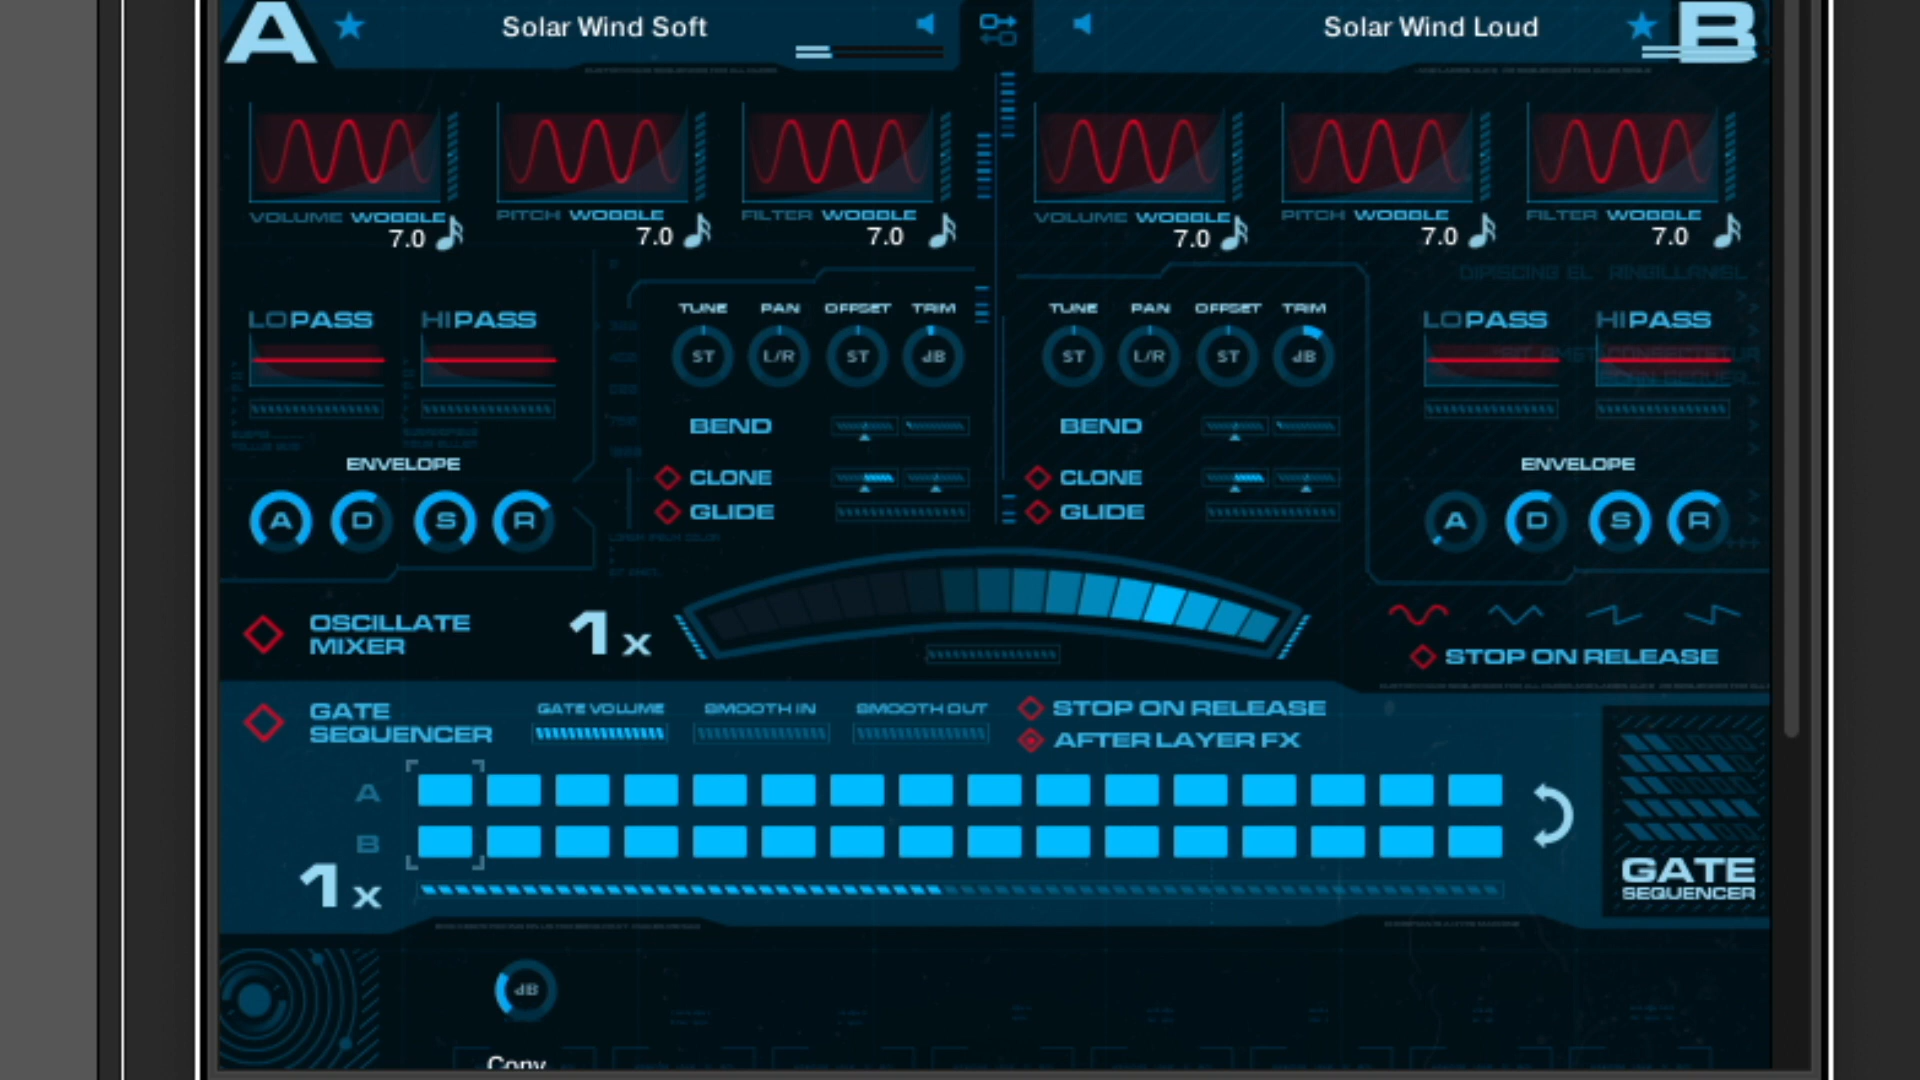 A Solar Wind Soft Solar Wind Loud B
VOLUME WOBBLE PITCH WOBBLE FILTER WOBBLE VOLUME WOBBLE PITCH WOBBLE FILTER WOBBLE
7.0 7.0 7.0 7.0 7.0 7.0
TUNE PAN OFFSET TRIM TUNE PAN OFFSET TRIM
LOPASS HIPASS LOPASS HIPASS
ST L/R ST dB ST L/R ST dB
BEND BEND
ENVELOPE ENVELOPE
CLONE CLONE
GLIDE GLIDE
A D S R A D S R
OSCILLATE
MIXER
1x
STOP ON RELEASE
GATE
SEQUENCER
GATE VOLUME SMOOTH IN SMOOTH OUT
STOP ON RELEASE
AFTER LAYER FX
A
B
1x
GATE
SEQUENCER
dB
Copy